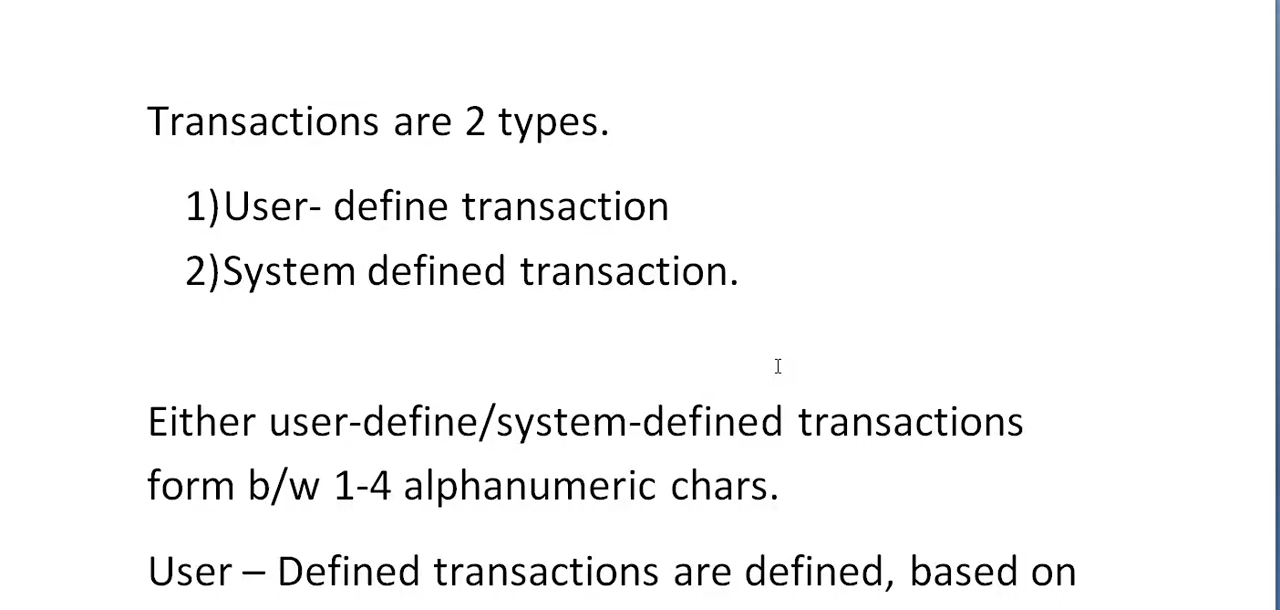 Transactions are 2 types.
1)User- define transaction
2)System defined transaction.
Either user-define/system-defined transactions
form b/w 1-4 alphanumeric chars.
User – Defined transactions are defined, based on